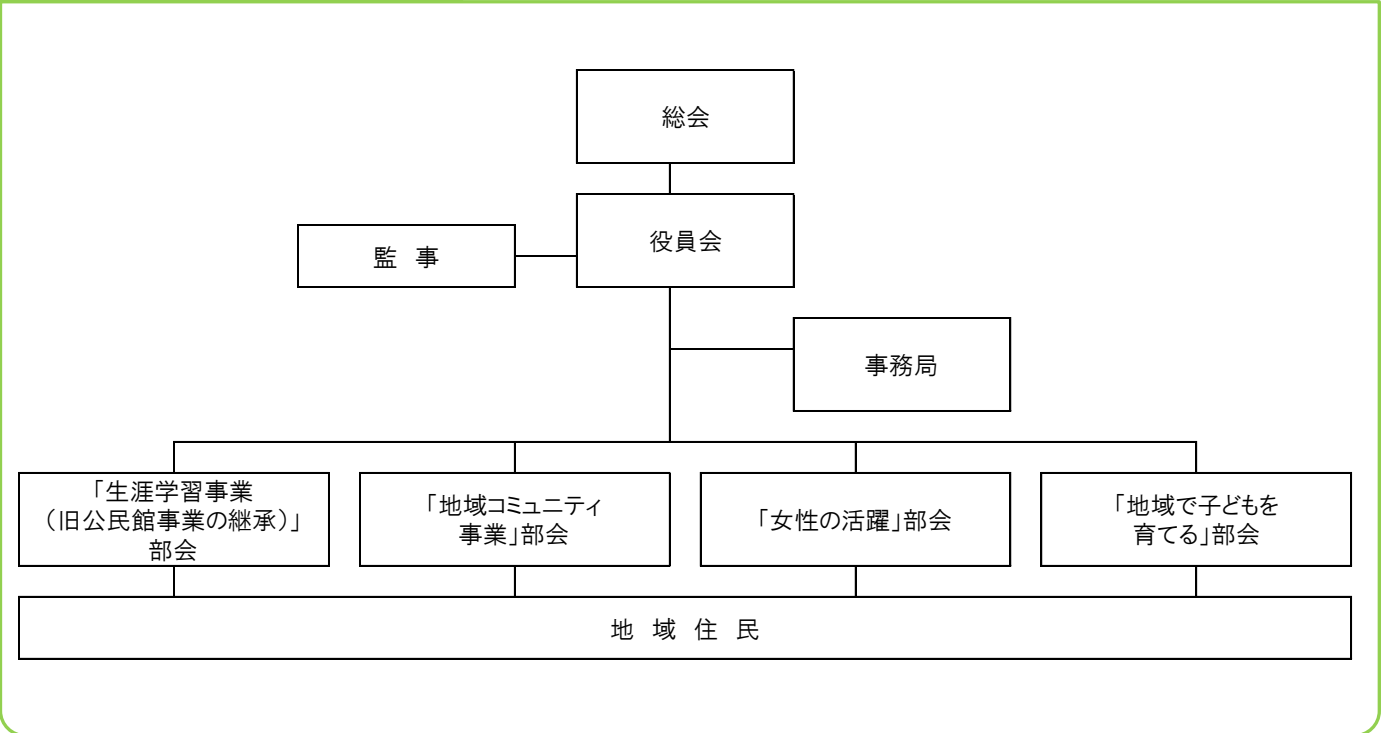 総会
役員会
監　事
事務局
「生涯学習事業
（旧公民館事業の継承）」
部会
「地域コミュニティ
事業」部会
「女性の活躍」部会
「地域で子どもを
育てる」部会
地　域　住　民